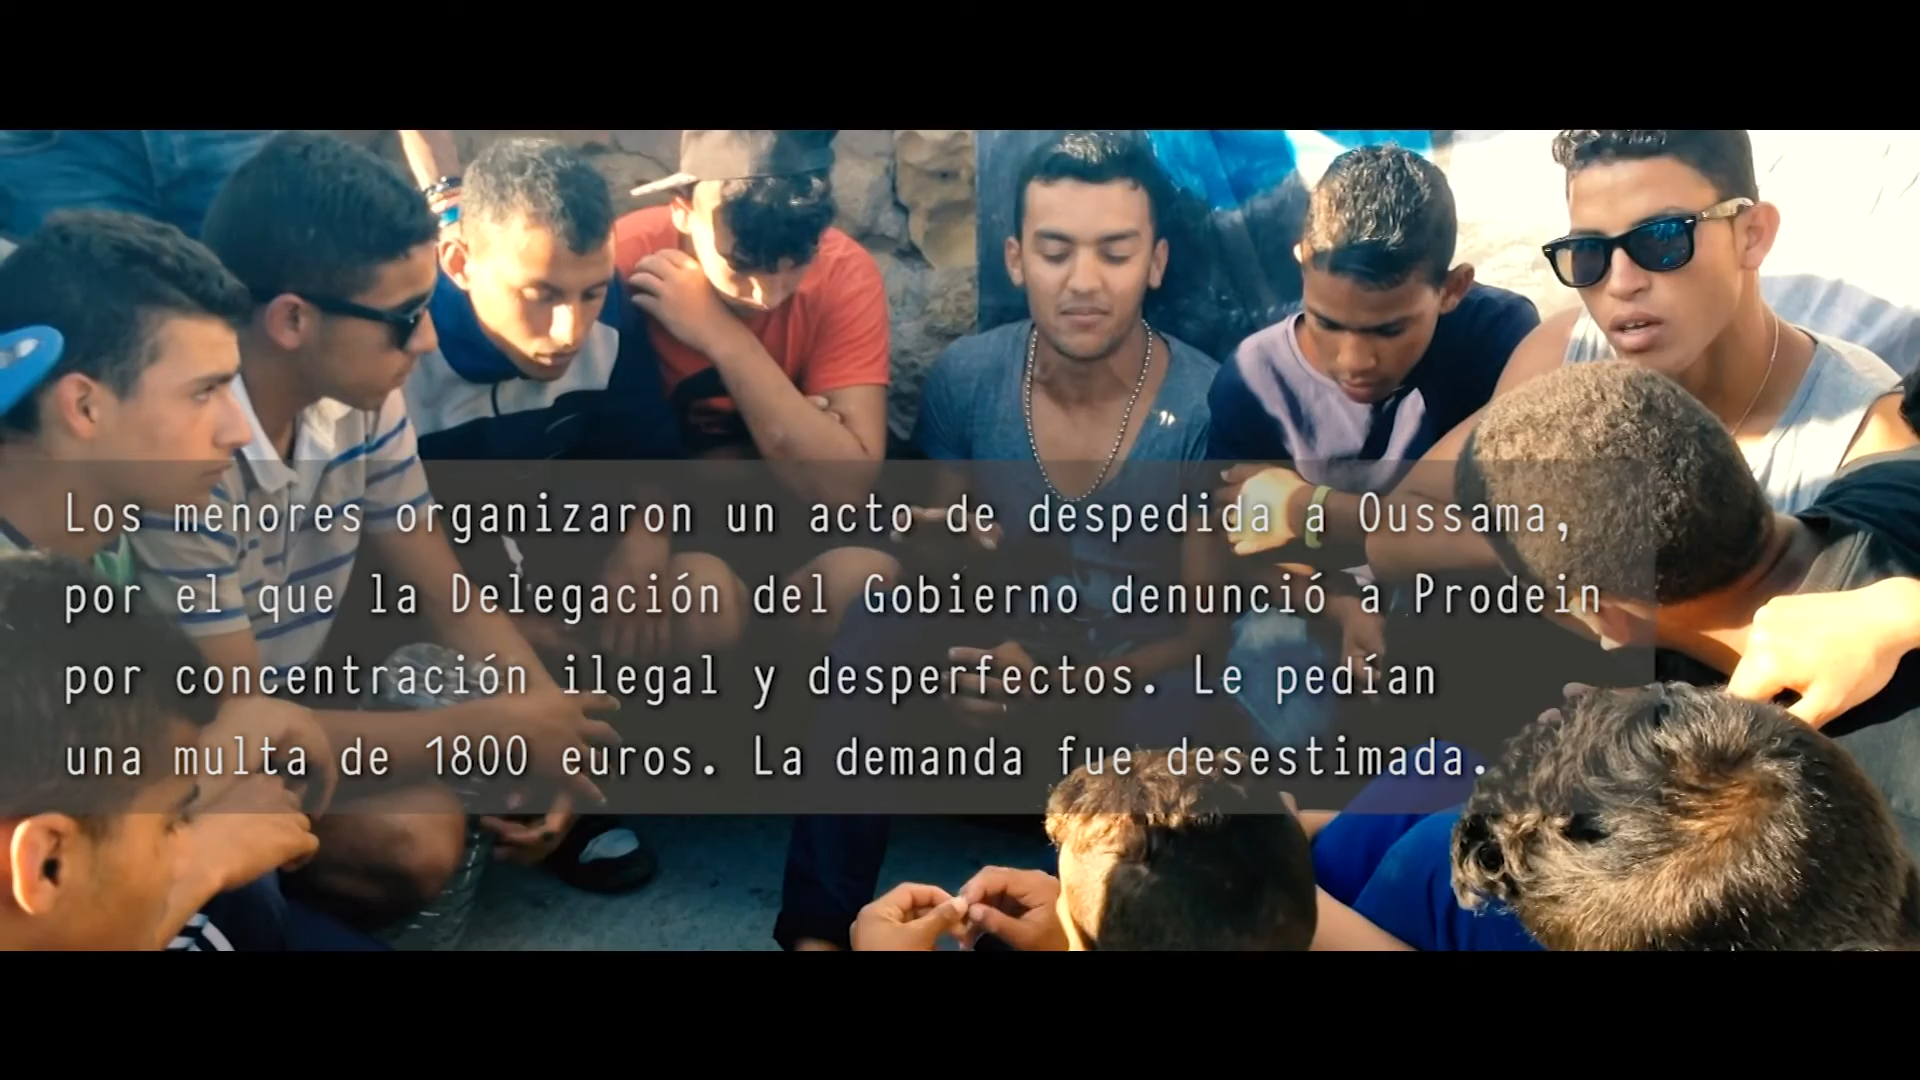 Los menores organizaron un acto de despedida a Oussama,
por el que la Delegación del Gobierno denunció a Prodein
por concentración ilegal y desperfectos. Le pedían
una multa de 1800 euros. La demanda fue desestimada.